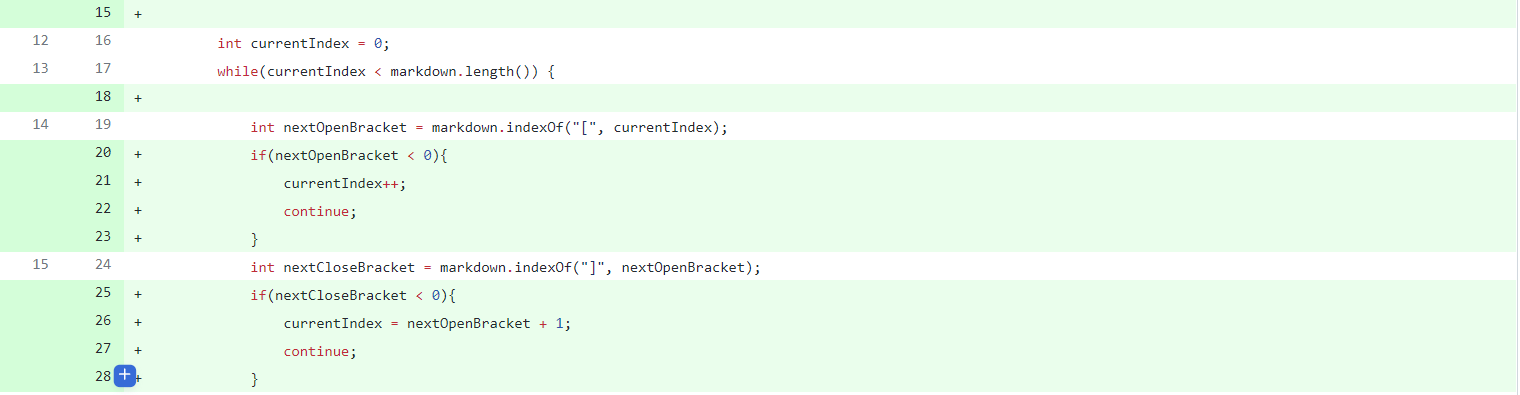 15 +
12 16 int currentIndex = 0;
13 17 while(currentIndex < markdown.length()) {
18 +
14 19 int nextOpenBracket = markdown.indexOf("[", currentIndex);
20 + if(nextOpenBracket < 0){
21 + currentIndex++;
22 + continue;
23 + }
15 24 int nextCloseBracket = markdown.indexOf("]", nextOpenBracket);
25 + if(nextCloseBracket < 0){
26 + currentIndex = nextOpenBracket + 1;
27 + continue;
28 + }